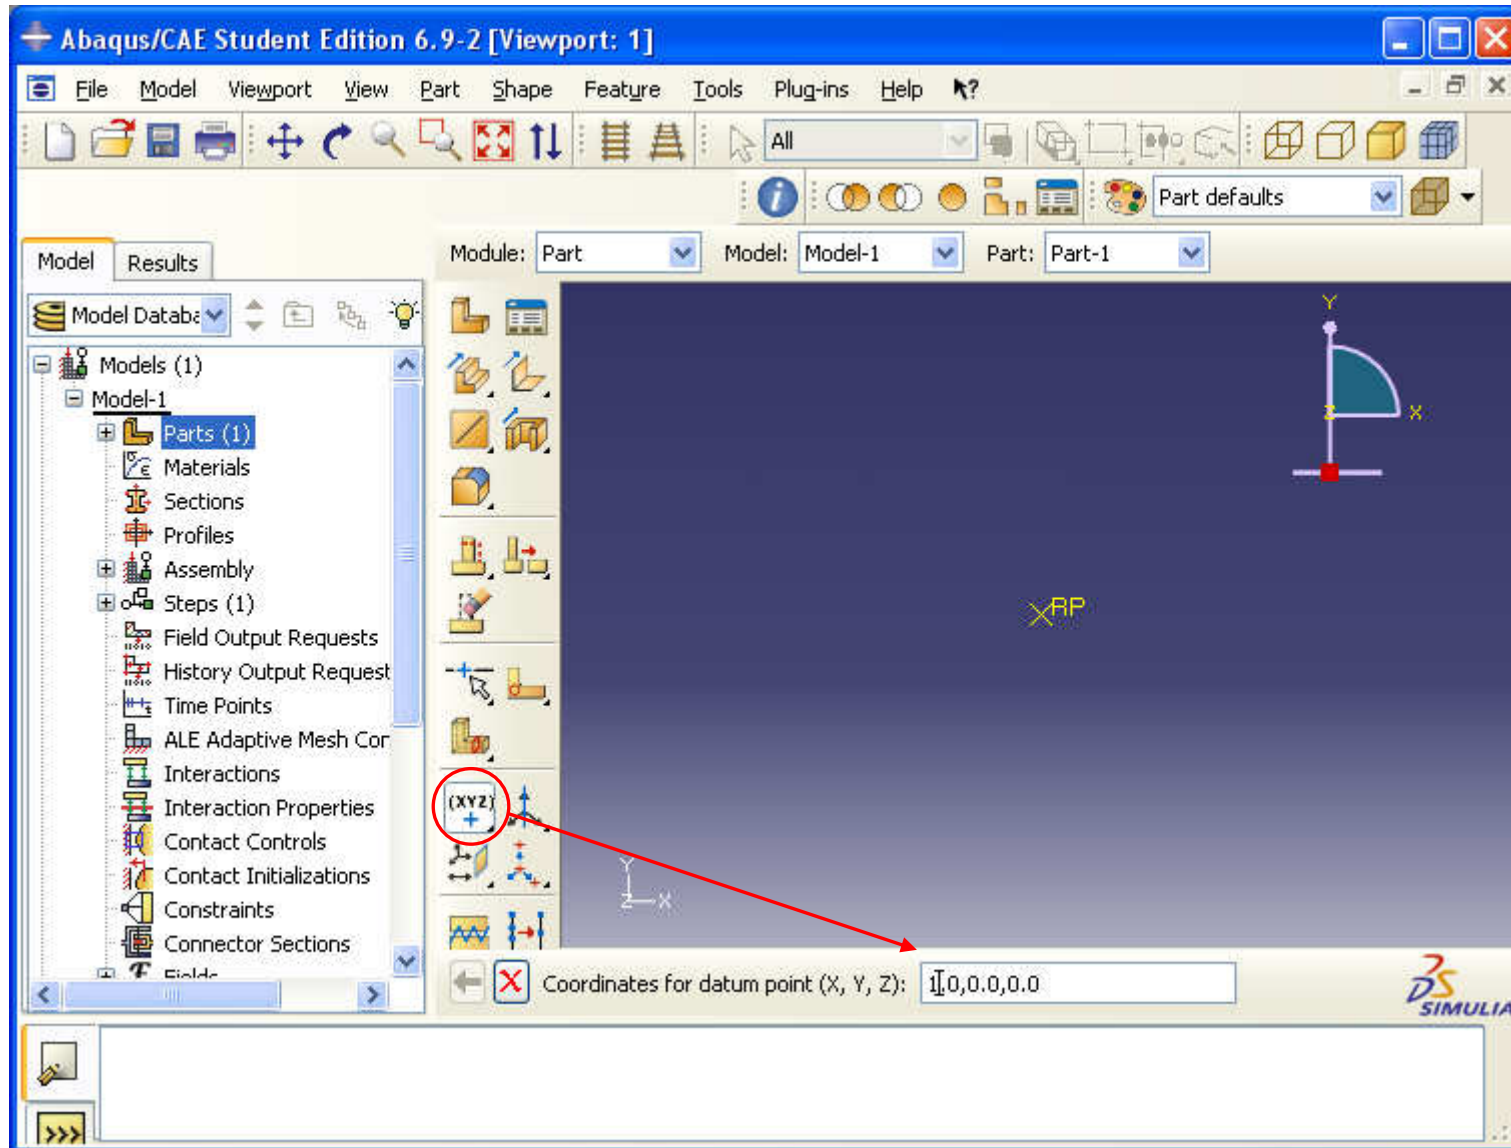 Abaqus/CAE Student Edition 6.9-2 [Viewport: 1]
File Model Viewport View Part Shape Feature Tools Plug-ins Help ?
All
i Part defaults
Model Results
Module: Part Model: Model-1 Part: Part-1
Model Databa
Models (1)
Model-1
Parts (1)
Materials
Sections
Profiles
Assembly
Steps (1)
Field Output Requests
History Output Request
Time Points
ALE Adaptive Mesh Cor
Interactions
Interaction Properties
Contact Controls
Contact Initializations
Constraints
Connector Sections
Fields
(XYZ)
Y
Z X
RP
Y
Z X
Coordinates for datum point (X, Y, Z): 1.0,0.0,0.0
SIMULIA
>>>